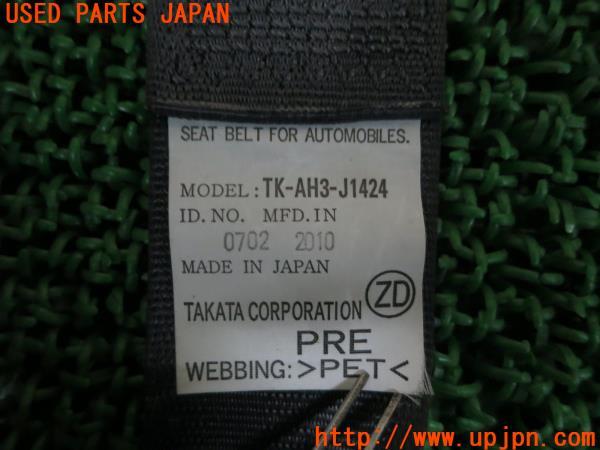 USED PARTS JAPAN
SEAT BELT FOR AUTOMOBILES.
MODEL: TK-AH3-J1424
ID. NO. MFD. IN
0702 2010
MADE IN JAPAN
TAKATA CORPORATION ZD
PRE
WEBBING: >PET<
UPJ www.upjpn.com